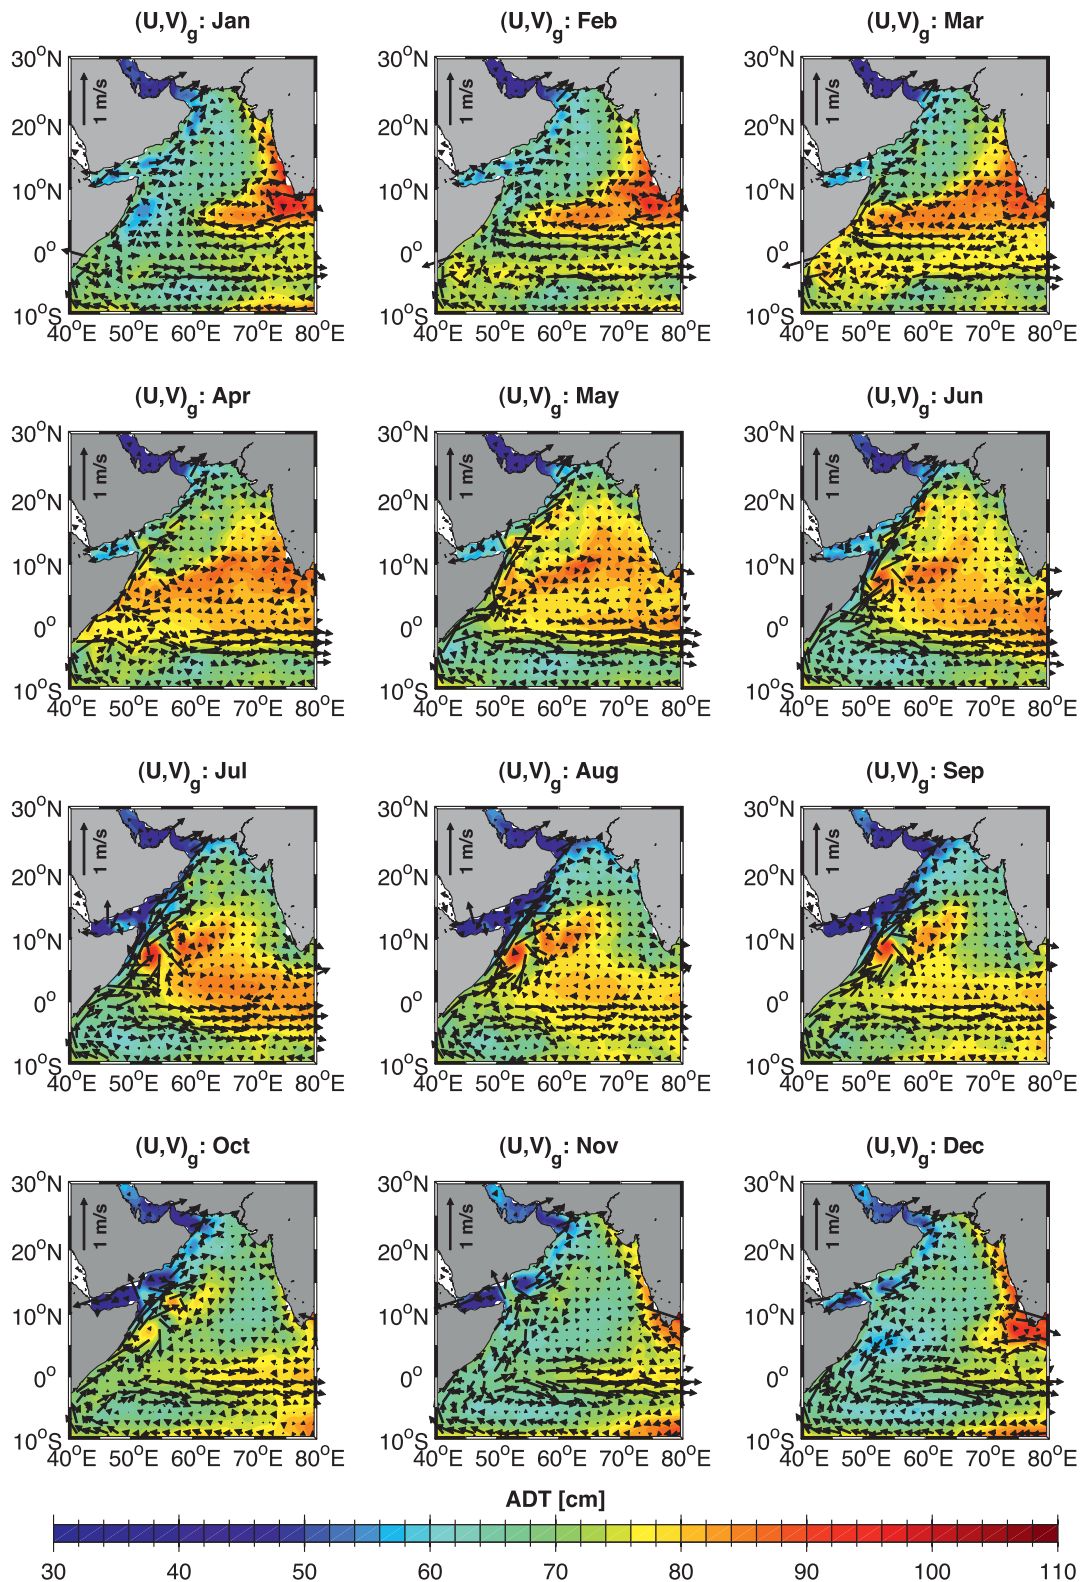 (U,V)g: Jan (U,V)g: Feb (U,V)g: Mar
30°N 30°N 30°N
1 m/s 1 m/s 1 m/s
20°N 20°N 20°N
10°N 10°N 10°N
0° 0° 0°
10°S 10°S 10°S
40°E 50°E 60°E 70°E 80°E 40°E 50°E 60°E 70°E 80°E 40°E 50°E 60°E 70°E 80°E
(U,V)g: Apr (U,V)g: May (U,V)g: Jun
30°N 30°N 30°N
1 m/s 1 m/s 1 m/s
20°N 20°N 20°N
10°N 10°N 10°N
0° 0° 0°
10°S 10°S 10°S
40°E 50°E 60°E 70°E 80°E 40°E 50°E 60°E 70°E 80°E 40°E 50°E 60°E 70°E 80°E
(U,V)g: Jul (U,V)g: Aug (U,V)g: Sep
30°N 30°N 30°N
1 m/s 1 m/s 1 m/s
20°N 20°N 20°N
10°N 10°N 10°N
0° 0° 0°
10°S 10°S 10°S
40°E 50°E 60°E 70°E 80°E 40°E 50°E 60°E 70°E 80°E 40°E 50°E 60°E 70°E 80°E
(U,V)g: Oct (U,V)g: Nov (U,V)g: Dec
30°N 30°N 30°N
1 m/s 1 m/s 1 m/s
20°N 20°N 20°N
10°N 10°N 10°N
0° 0° 0°
10°S 10°S 10°S
40°E 50°E 60°E 70°E 80°E 40°E 50°E 60°E 70°E 80°E 40°E 50°E 60°E 70°E 80°E
ADT [cm]
30 40 50 60 70 80 90 100 110